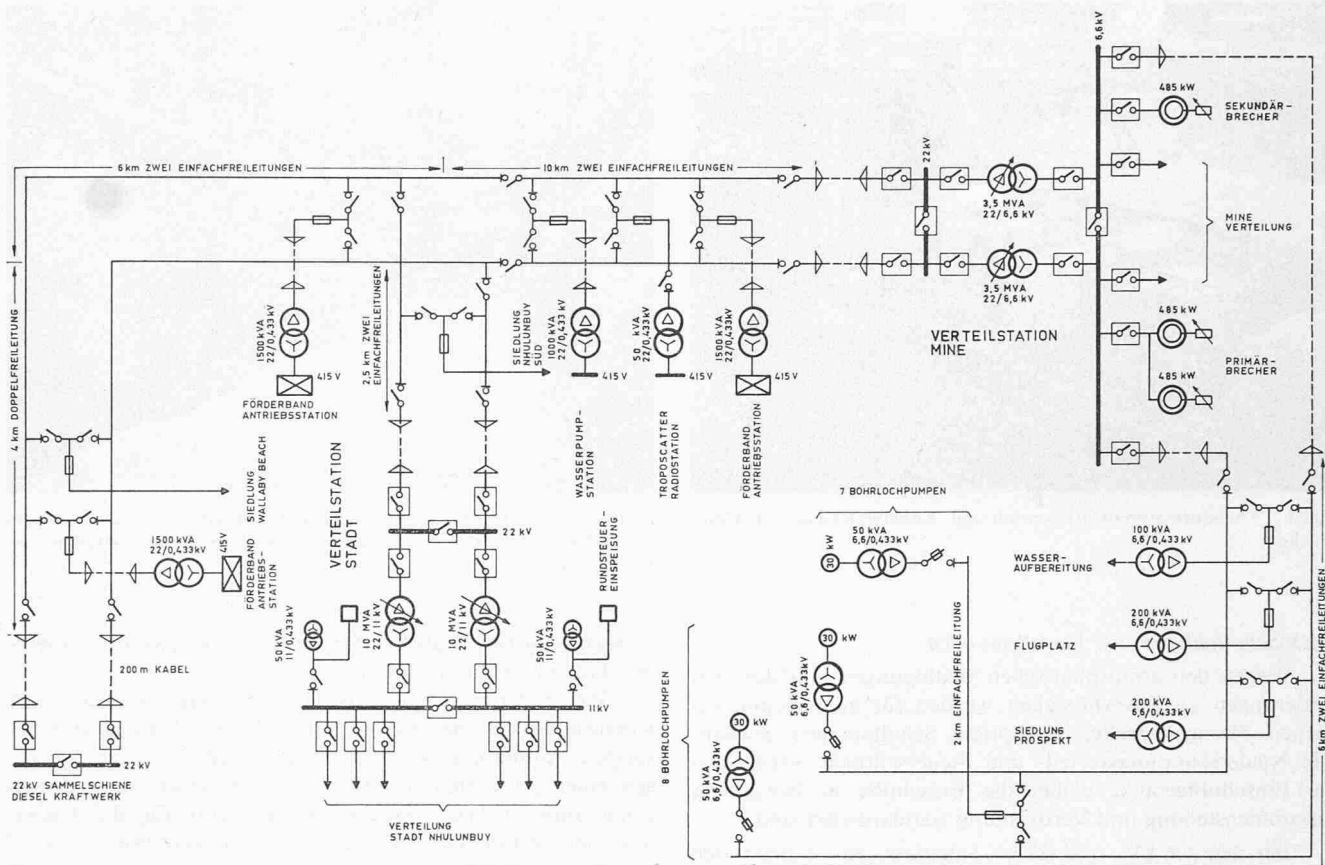 6km ZWEI EINFACHFREILEITUNGEN
10km ZWEI EINFACHFREILEITUNGEN
4 km DOPPELFREILEITUNG
1500 kVA
22/0,433kV
415V
FÖRDERBAND
ANTRIEBSSTATION
2,5 km ZWEI
EINFACHFREILEITUNGEN
SIEDLUNG
NHULUNBUY
SÜD
1000 kVA
22/0,433 kV
415V
WASSERPUMP-
STATION
50 kVA
22/0,433kV
415V
TROPOSCATTER
RADIOSTATION
1500 kVA
22/0,433kV
415 V
FÖRDERBAND
ANTRIEBSSTATION
22kV
3,5 MVA
22/6,6 kV
3,5 MVA
22/6,6 kV
VERTEILSTATION
MINE
6,6kV
485 kW
SEKUNDÄR-
BRECHER
MINE
VERTEILUNG
485 kW
485 kW
PRIMÄR-
BRECHER
SIEDLUNG
WALLABY BEACH
1500 kVA
22/0,433kV
415V
FÖRDERBAND
ANTRIEBS-
STATION
200 m KABEL
22 kV
22kV SAMMELSCHIENE
DIESEL KRAFTWERK
VERTEILSTATION
STADT
22 kV
50 kVA
11/0,433kV
10 MVA
22/11 kV
10 MVA
22/11 kV
50 kVA
11/0,433kV
RUNDSTEUER-
EINSPEISUNG
11kV
VERTEILUNG
STADT NHULUNBUY
7 BOHRLOCHPUMPEN
kW
30
50 kVA
6,6/0,433kV
8 BOHRLOCHPUMPEN
30 kW
50 kVA
6,6/0,433kV
30 kW
50 kVA
6,6/0,433kV
2 km EINFACHFREILEITUNG
WASSER-
AUFBEREITUNG
100 kVA
6,6/0,433kV
FLUGPLATZ
200 kVA
6,6/0,433kV
SIEDLUNG
PROSPEKT
200 kVA
6,6/0,433kV
6km ZWEI EINFACHFREILEITUNGEN